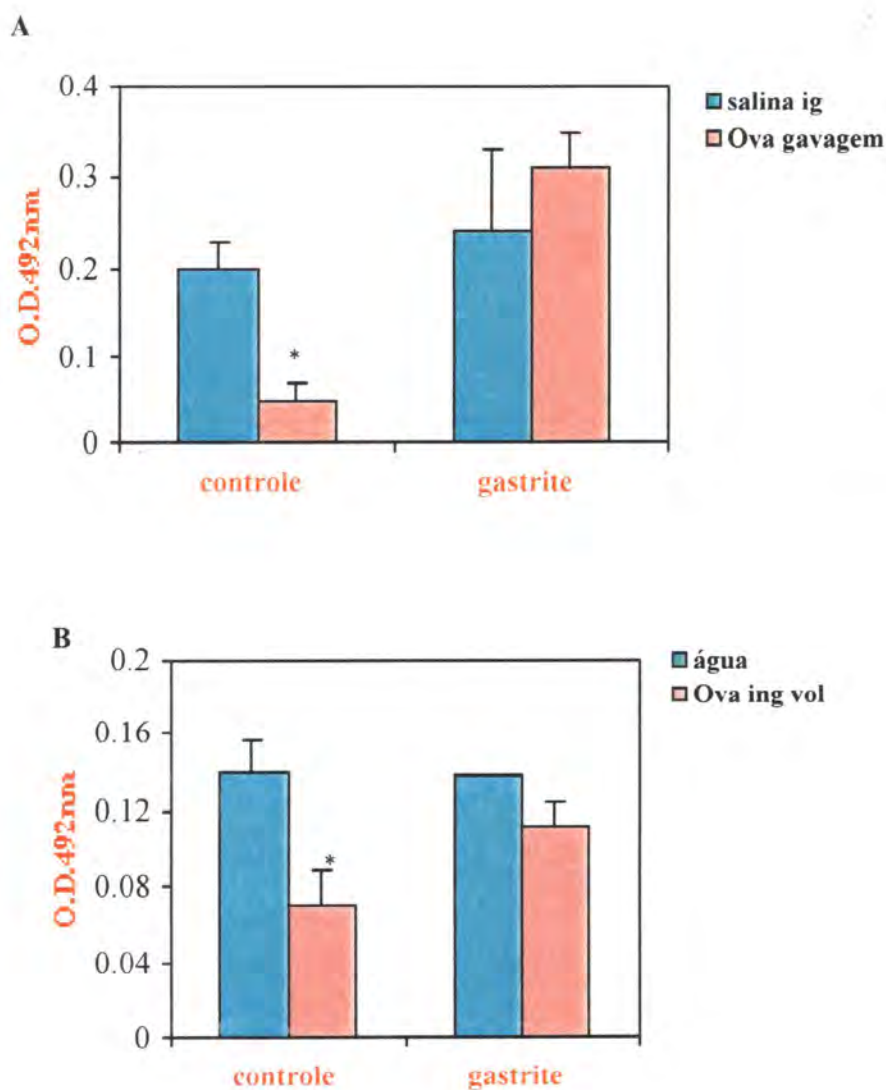 A
0.4
0.3
0.2
0.1
0
O.D.492nm
*
controle
gastrite
salina ig
Ova gavagem
B
0.2
0.16
0.12
0.08
0.04
0
O.D.492nm
*
controle
gastrite
água
Ova ing vol